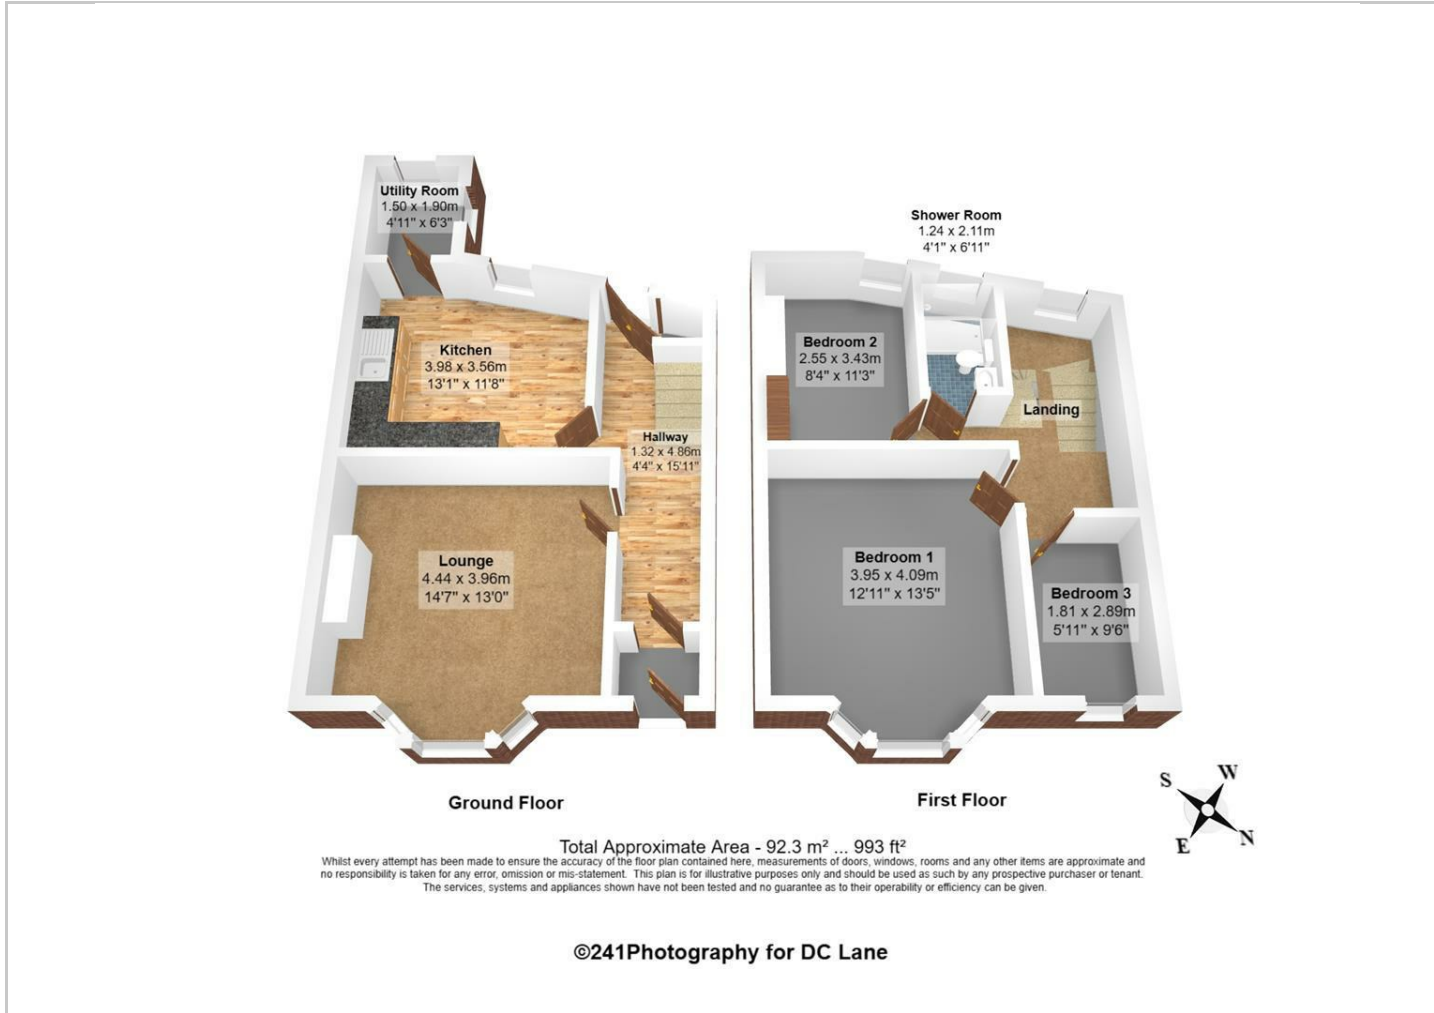 Utility Room
1.50 x 1.90m
4'11" x 6'3"
Kitchen
3.98 x 3.56m
13'1" x 11'8"
Hallway
1.32 x 4.86m
4'4" x 15'11"
Lounge
4.44 x 3.96m
14'7" x 13'0"
Ground Floor
Shower Room
1.24 x 2.11m
4'1" x 6'11"
Bedroom 2
2.55 x 3.43m
8'4" x 11'3"
Landing
Bedroom 1
3.95 x 4.09m
12'11" x 13'5"
Bedroom 3
1.81 x 2.89m
5'11" x 9'6"
First Floor
S W
E N
Total Approximate Area - 92.3 m² ... 993 ft²
Whilst every attempt has been made to ensure the accuracy of the floor plan contained here, measurements of doors, windows, rooms and any other items are approximate and
no responsibility is taken for any error, omission or mis-statement. This plan is for illustrative purposes only and should be used as such by any prospective purchaser or tenant.
The services, systems and appliances shown have not been tested and no guarantee as to their operability or efficiency can be given.
©241Photography for DC Lane